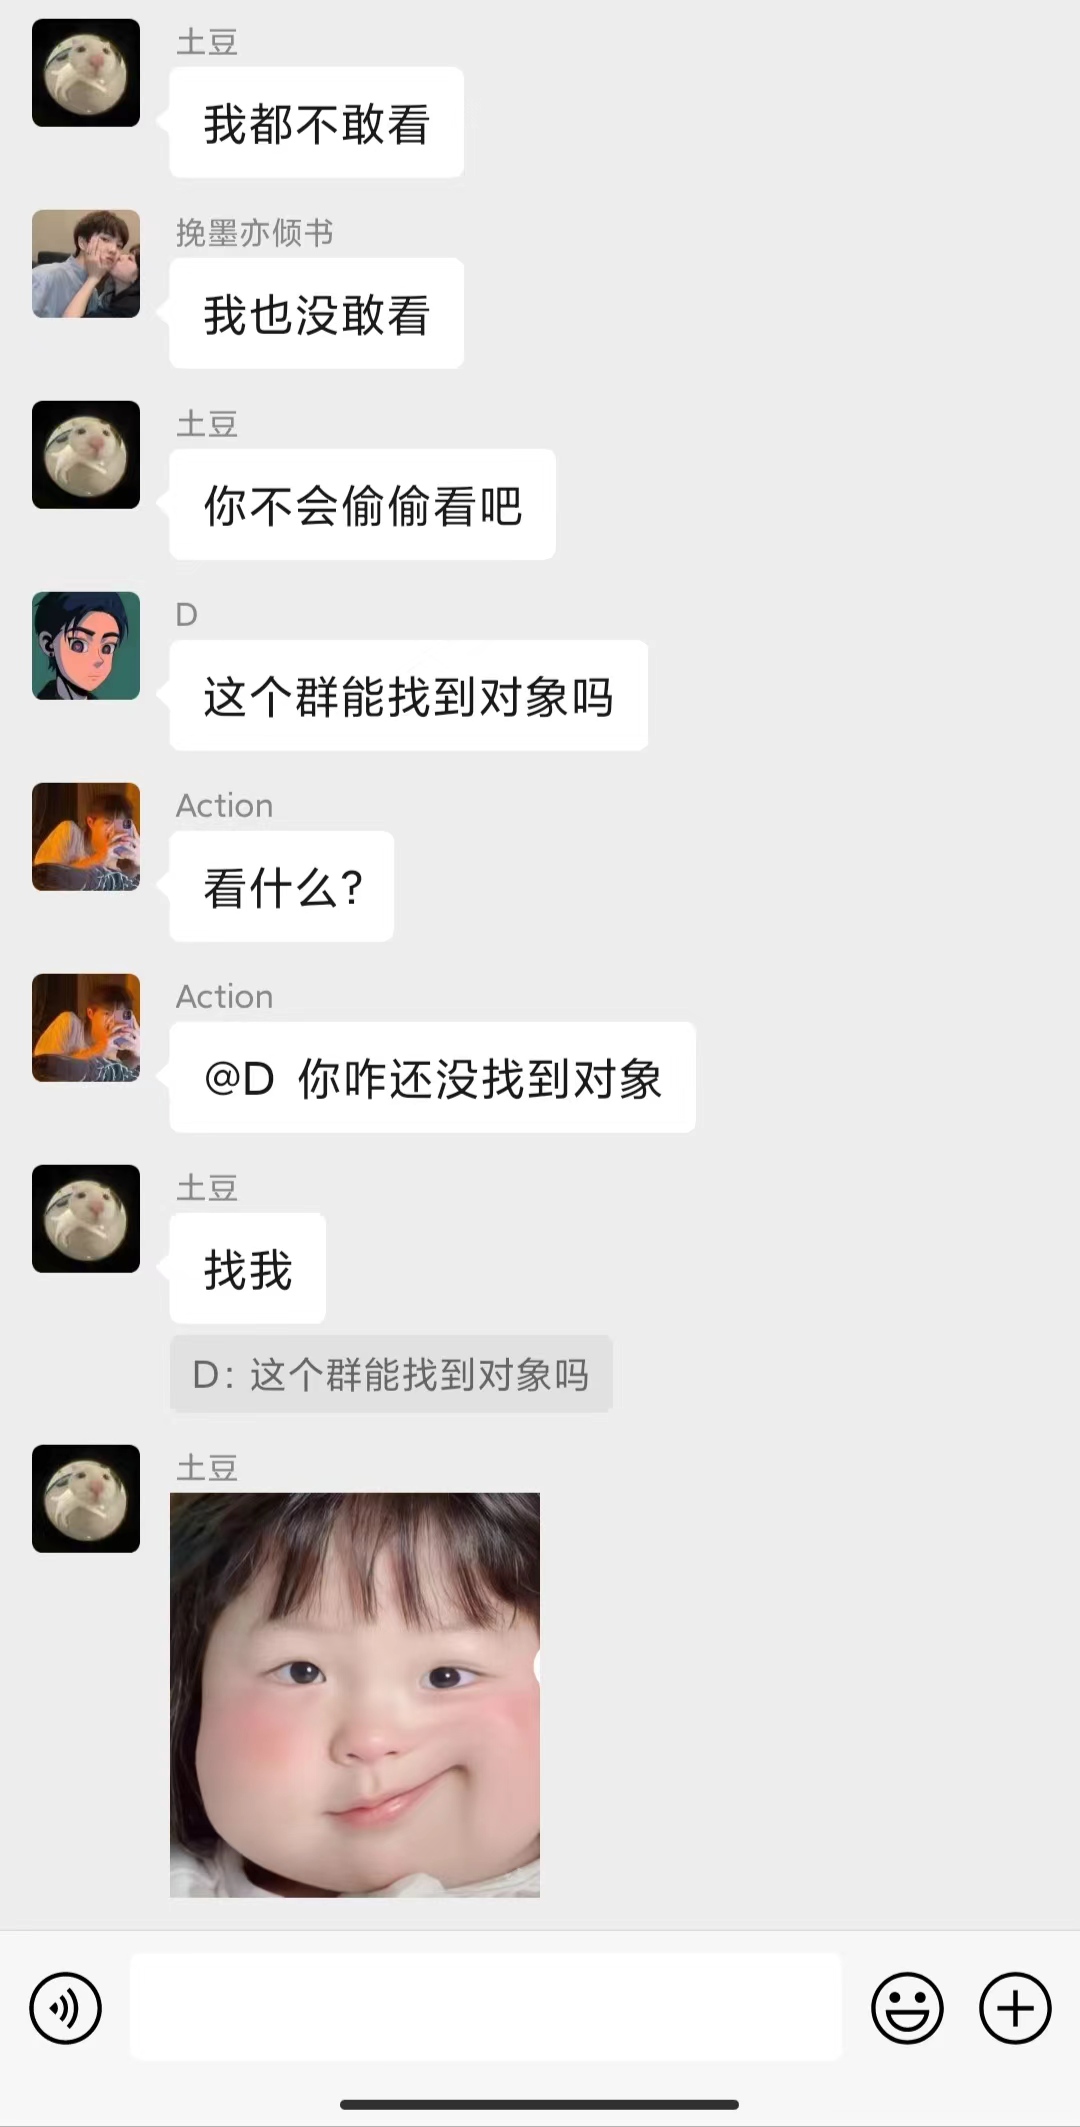 土豆
我都不敢看
挽墨亦倾书
我也没敢看
土豆
你不会偷偷看吧
D
这个群能找到对象吗
Action
看什么?
Action
@D 你咋还没找到对象
土豆
找我
D: 这个群能找到对象吗
土豆